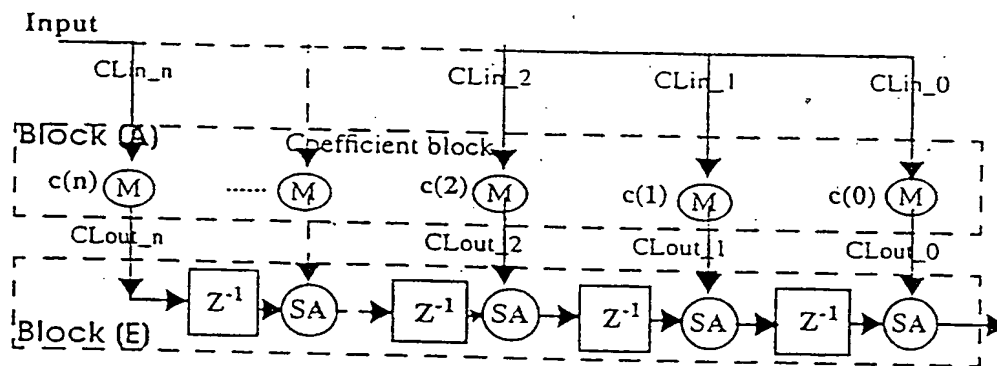 Input
CLin_n CLin_2 CLin_1 CLin_0
Block (A) Coefficient block
c(n) M ...... M c(2) M c(1) M c(0) M
CLout_n CLout_2 CLout_1 CLout_0
Z⁻¹ SA Z⁻¹ SA Z⁻¹ SA Z⁻¹ SA
Block (E)